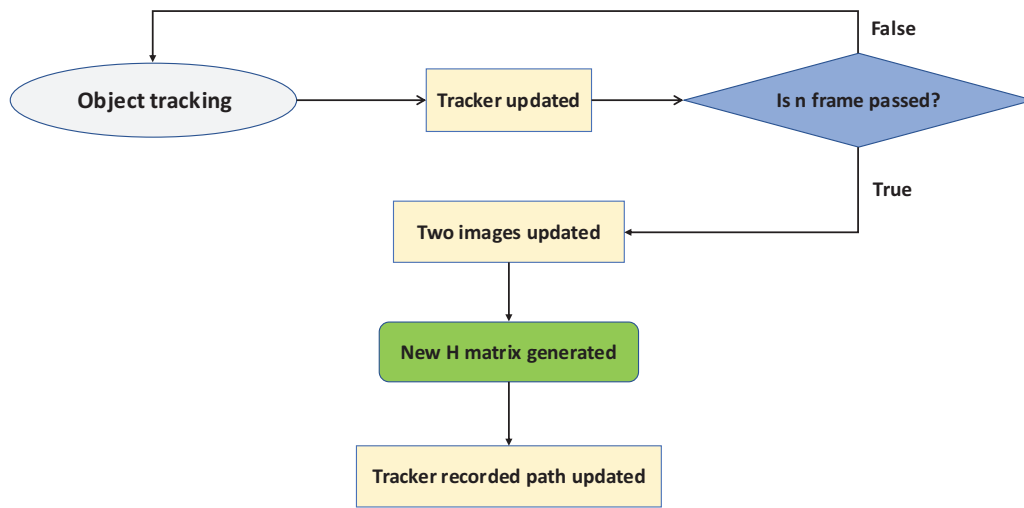 False
Object tracking
Tracker updated
Is n frame passed?
True
Two images updated
New H matrix generated
Tracker recorded path updated